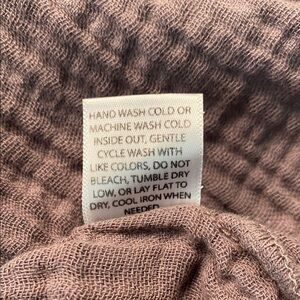 HAND WASH COLD OR
MACHINE WASH COLD
INSIDE OUT, GENTLE
CYCLE WASH WITH
LIKE COLORS, DO NOT
BLEACH, TUMBLE DRY
LOW, OR LAY FLAT TO
DRY, COOL IRON WHEN
NEEDED